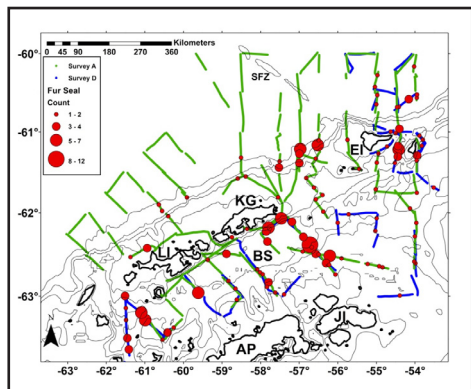 Kilometers
0 45 90 180 270 360
Survey A
Survey D
Fur Seal
Count
1 - 2
3 - 4
5 - 7
8 - 12
SFZ
EI
KG
LI
BS
JI
AP
-60°
-61°
-62°
-63°
-63 -62 -61 -60 -59 -58 -57 -56 -55 -54 -53